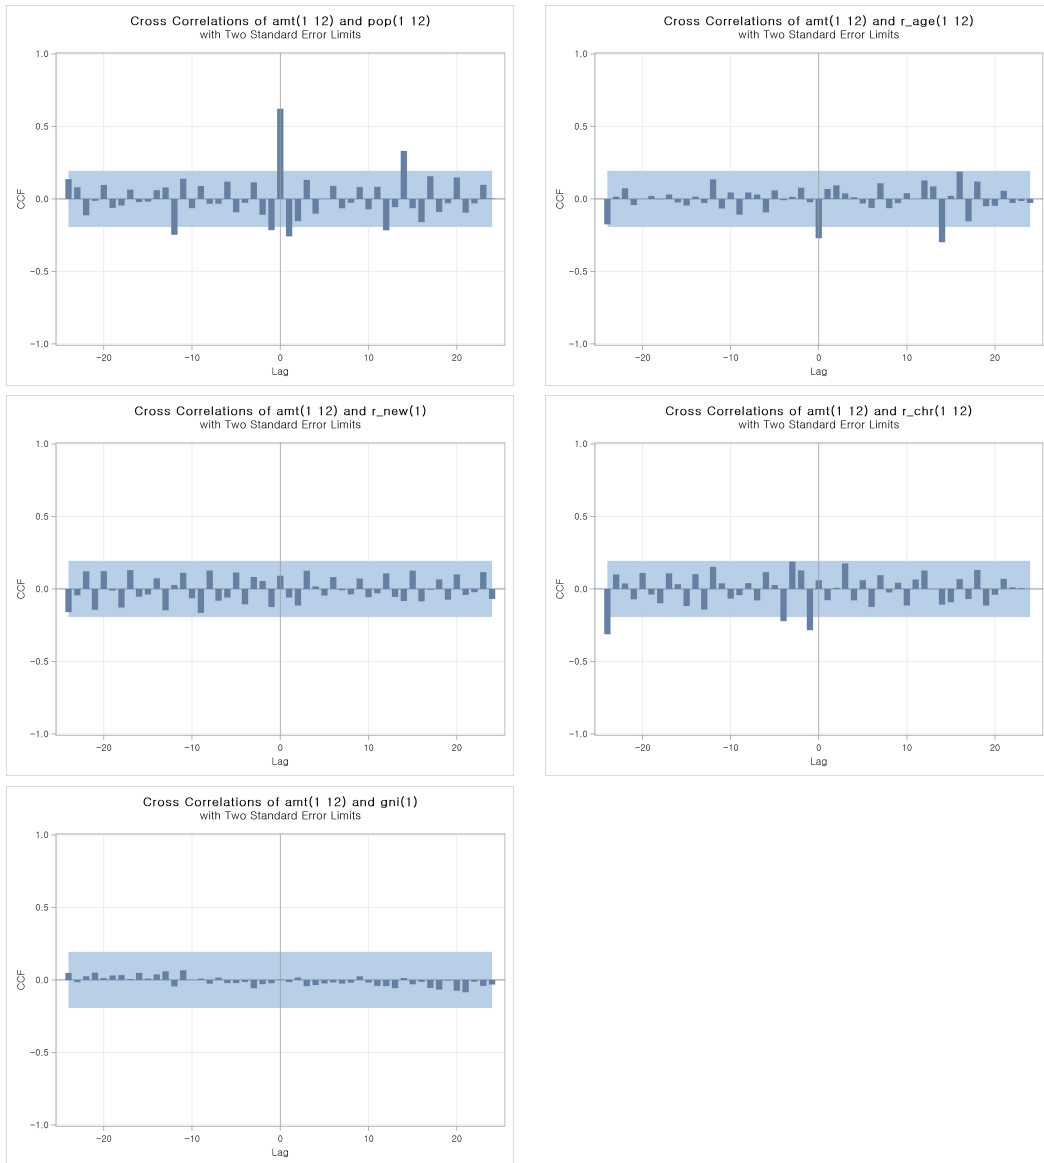 Cross Correlations of amt(1 12) and pop(1 12)
with Two Standard Error Limits
1.0
0.5
0.0
−0.5
−1.0
CCF
−20
−10
0
10
20
Lag
Cross Correlations of amt(1 12) and r_age(1 12)
with Two Standard Error Limits
1.0
0.5
0.0
−0.5
−1.0
CCF
−20
−10
0
10
20
Lag
Cross Correlations of amt(1 12) and r_new(1)
with Two Standard Error Limits
1.0
0.5
0.0
−0.5
−1.0
CCF
−20
−10
0
10
20
Lag
Cross Correlations of amt(1 12) and r_chr(1 12)
with Two Standard Error Limits
1.0
0.5
0.0
−0.5
−1.0
CCF
−20
−10
0
10
20
Lag
Cross Correlations of amt(1 12) and gni(1)
with Two Standard Error Limits
1.0
0.5
0.0
−0.5
−1.0
CCF
−20
−10
0
10
20
Lag